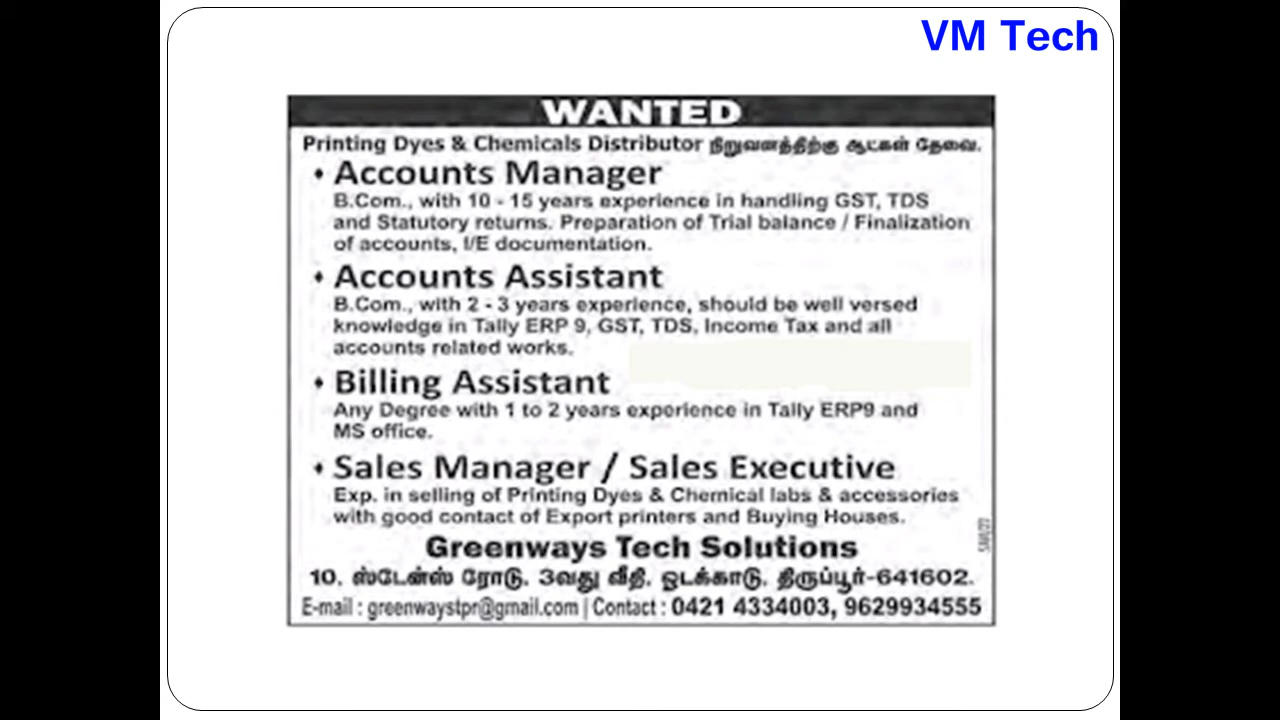 VM Tech
WANTED
Printing Dyes & Chemicals Distributor நிறுவனத்திற்கு ஆட்கள் தேவை.
• Accounts Manager
B.Com., with 10 - 15 years experience in handling GST, TDS
and Statutory returns. Preparation of Trial balance / Finalization
of accounts, I/E documentation.
• Accounts Assistant
B.Com., with 2 - 3 years experience, should be well versed
knowledge in Tally ERP 9, GST, TDS, Income Tax and all
accounts related works.
• Billing Assistant
Any Degree with 1 to 2 years experience in Tally ERP9 and
MS office.
• Sales Manager / Sales Executive
Exp. in selling of Printing Dyes & Chemical labs & accessories
with good contact of Export printers and Buying Houses.
Greenways Tech Solutions
10, ஸ்டேன்ஸ் ரோடு, 3வது வீதி, ஓடக்காடு, திருப்பூர்-641602.
E-mail : greenwaystpr@gmail.com | Contact : 0421 4334003, 9629934555